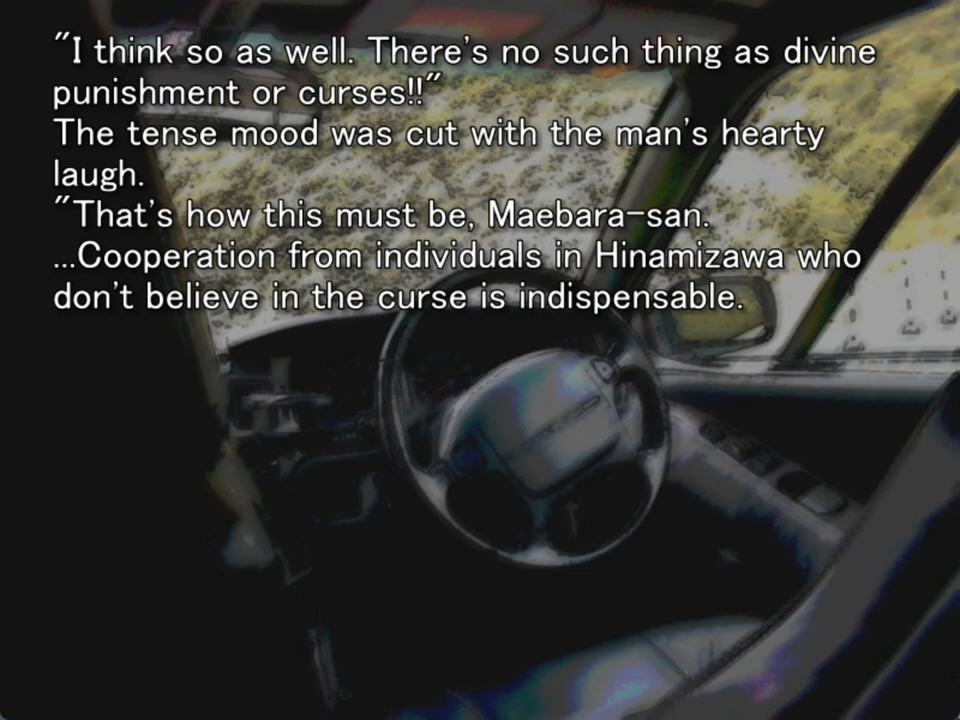 "I think so as well. There's no such thing as divine
punishment or curses!!"
The tense mood was cut with the man's hearty
laugh.
"That's how this must be, Maebara-san.
...Cooperation from individuals in Hinamizawa who
don't believe in the curse is indispensable.